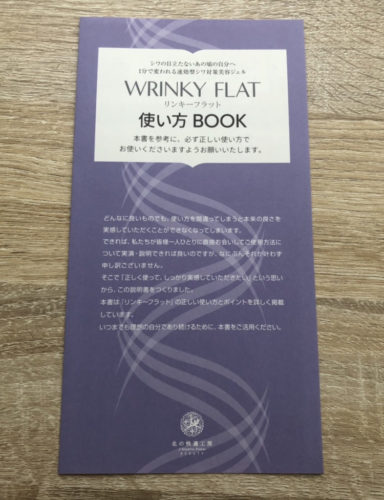 シワの目立たないあの頃の自分へ
1分で変われる速効型シワ対策美容ジェル
WRINKY FLAT
リンキーフラット
使い方 BOOK
本書を参考に、必ず正しい使い方で
お使いくださいますようお願いいたします。
どんなに良いものでも、使い方を間違ってしまうと本来の良さを
実感していただくことができなくなってしまいます。
できれば、私たちが皆様一人ひとりに直接お会いしてご使用方法に
ついて実演・説明できれば良いのですが、なにぶんそれが叶わず
申し訳ございません。
そこで「正しく使って、しっかり実感していただきたい」という思い
から、この説明書をつくりました。
本書は「リンキーフラット」の正しい使い方とポイントを詳しく掲載
しています。
いつまでも理想の自分であり続けるために、本書をご活用ください。
北の快適工房